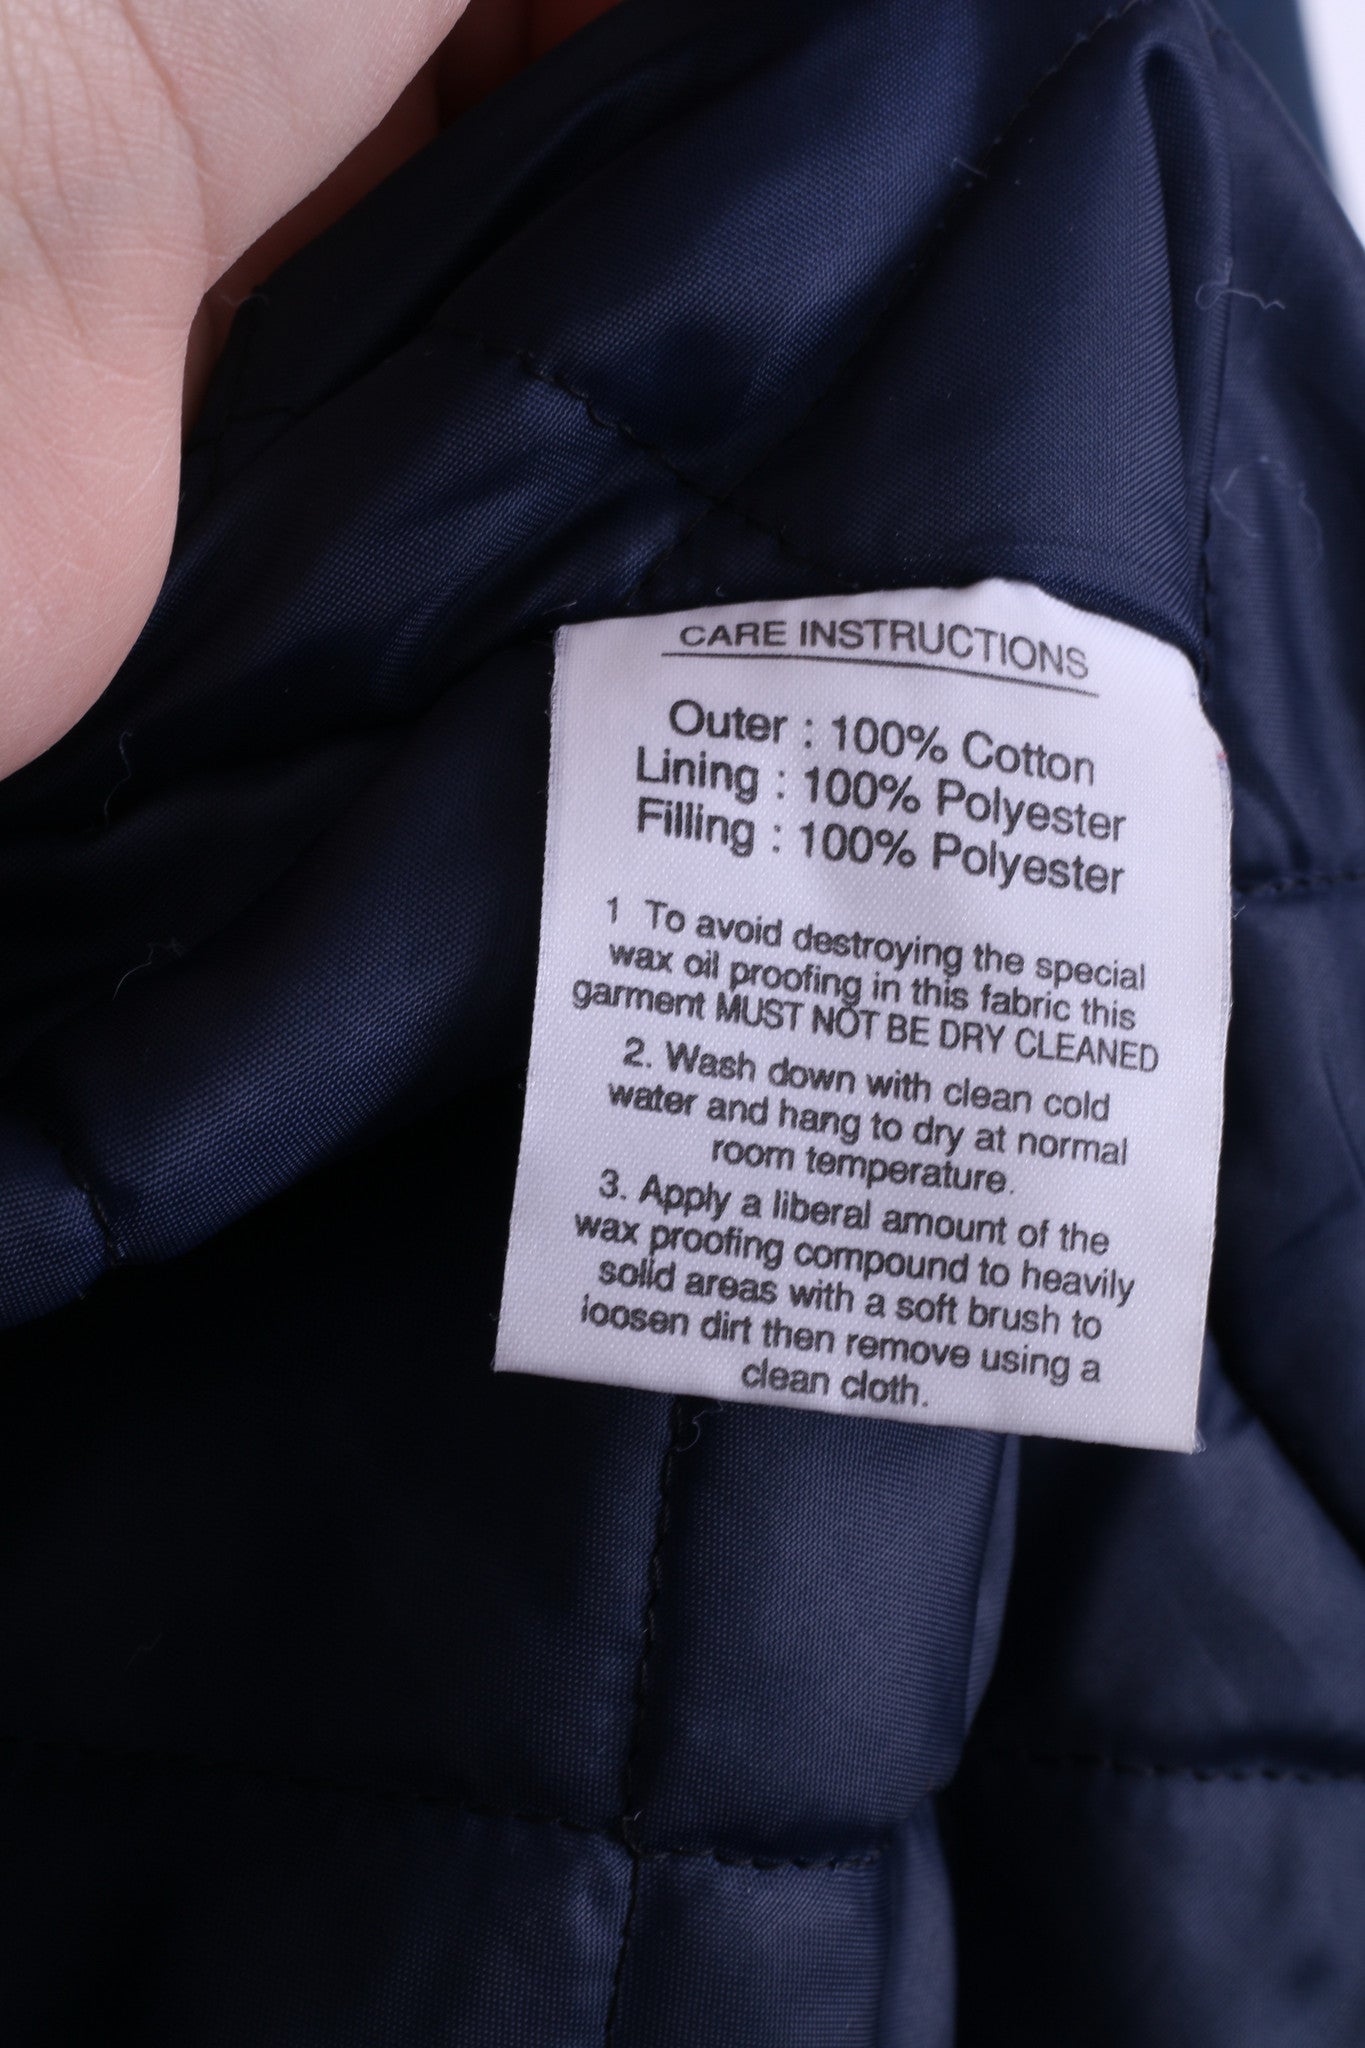 CARE INSTRUCTIONS
Outer : 100% Cotton
Lining : 100% Polyester
Filling : 100% Polyester
1 To avoid destroying the special
wax oil proofing in this fabric this
garment MUST NOT BE DRY CLEANED
2. Wash down with clean cold
water and hang to dry at normal
room temperature.
3. Apply a liberal amount of the
wax proofing compound to heavily
solid areas with a soft brush to
loosen dirt then remove using a
clean cloth.